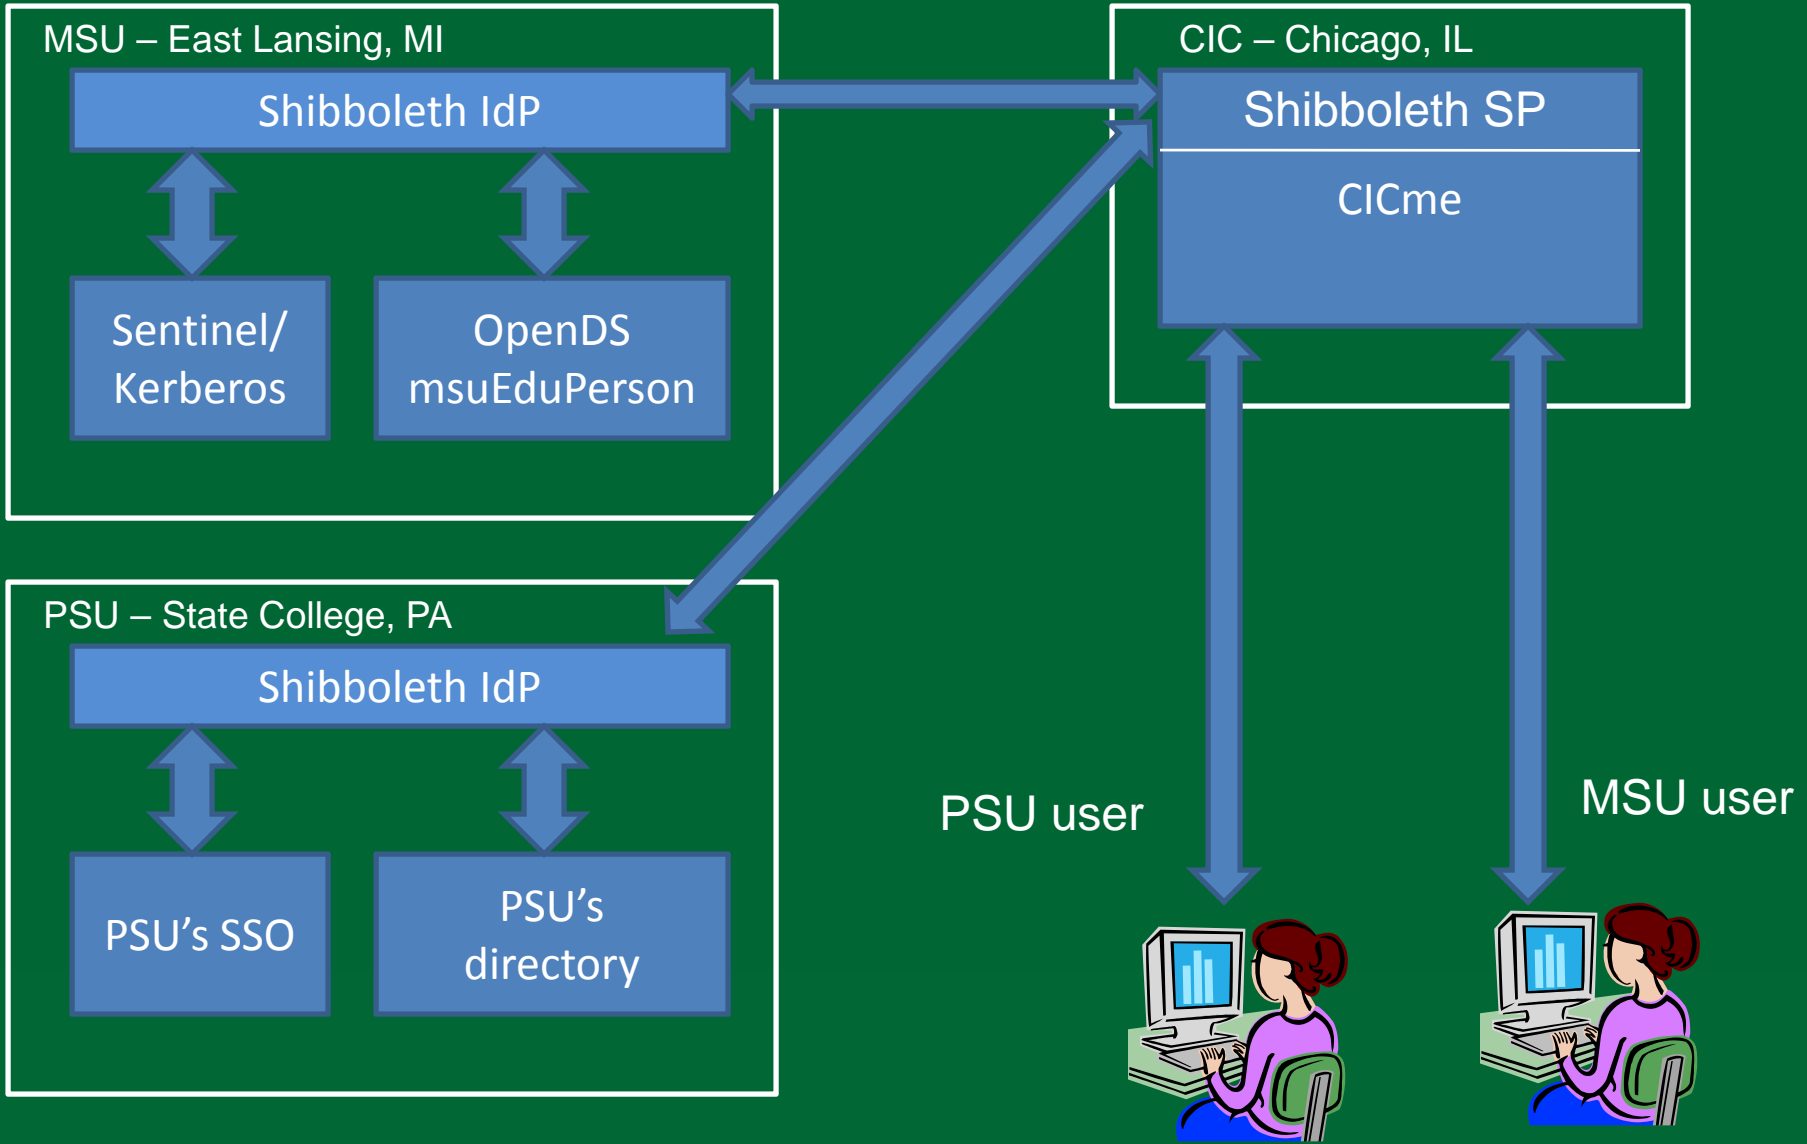 MSU – East Lansing, MI
Shibboleth IdP
Sentinel/
Kerberos
OpenDS
msuEduPerson
CIC – Chicago, IL
Shibboleth SP
CICme
PSU – State College, PA
Shibboleth IdP
PSU’s SSO
PSU’s
directory
PSU user
MSU user